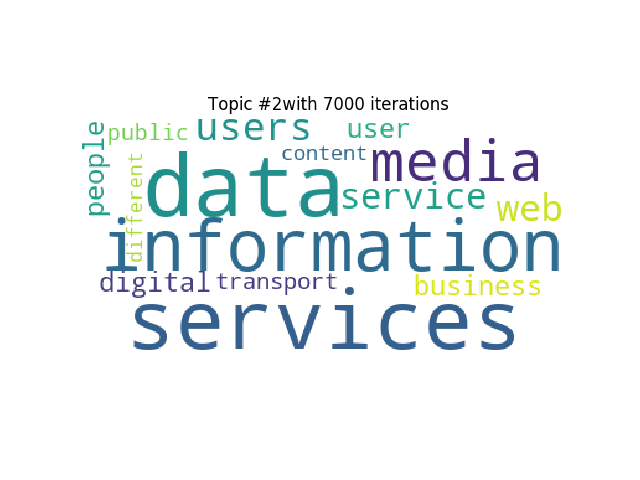 Topic #2with 7000 iterations
people
public
users
user
different
content
data
media
service
web
information
digital
transport
business
services